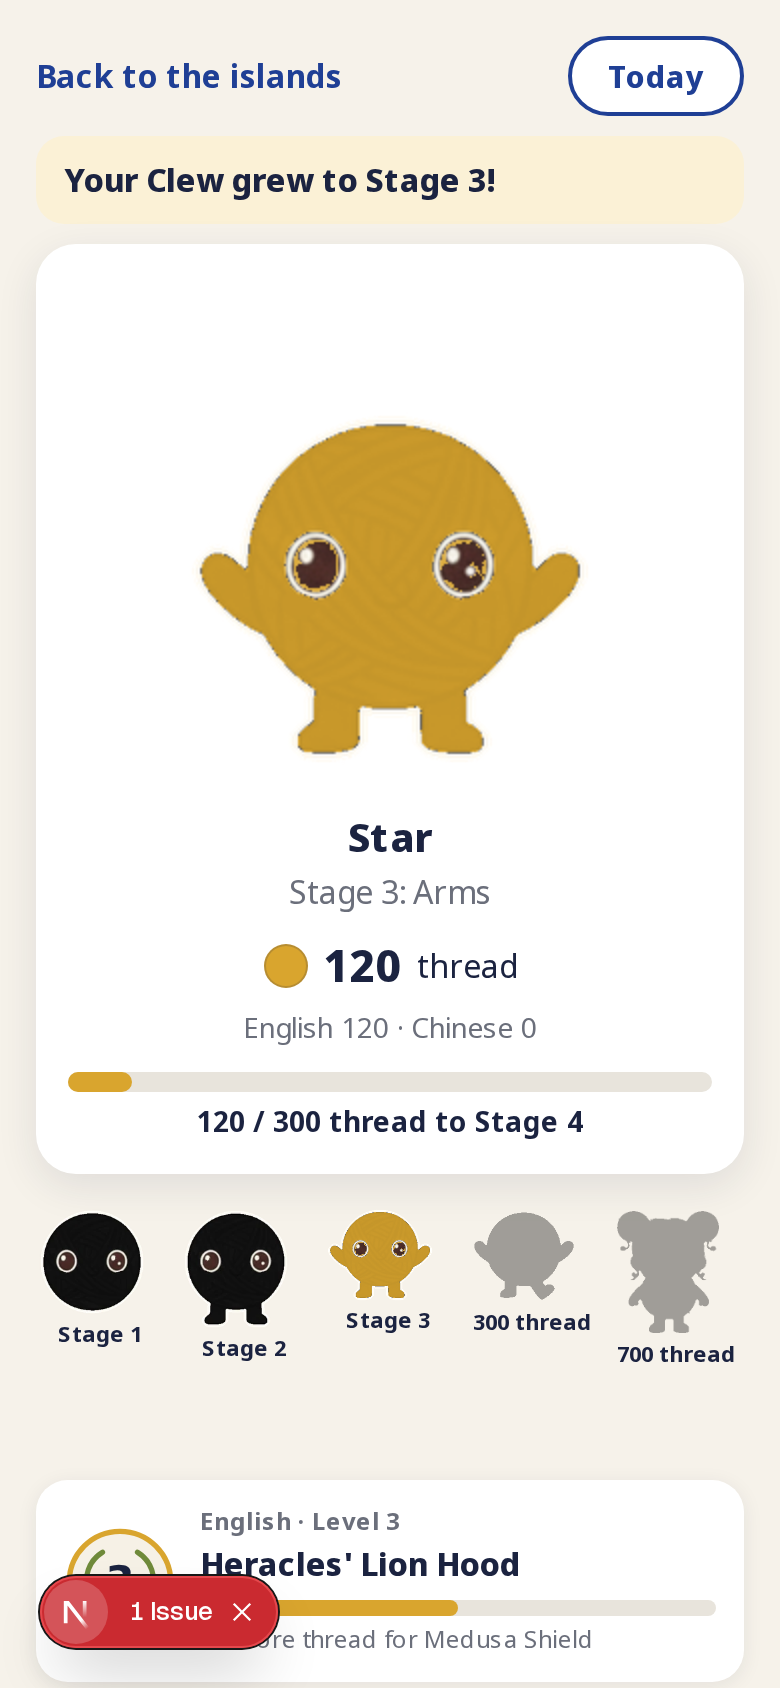 Back to the islands
Today
Your Clew grew to Stage 3!
Star
Stage 3: Arms
120 thread
English 120 · Chinese 0
120 / 300 thread to Stage 4
Stage 1
Stage 2
Stage 3
300 thread
700 thread
English · Level 3
Heracles' Lion Hood
thread for Medusa Shield
N
1 Issue